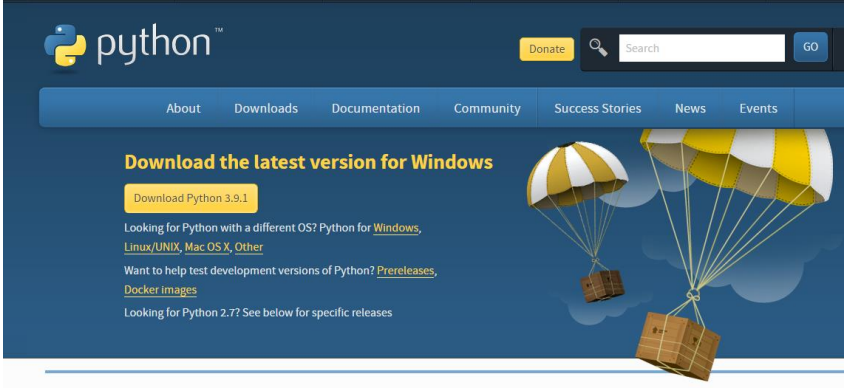 python™
Donate
Search
GO
About Downloads Documentation Community Success Stories News Events
Download the latest version for Windows
Download Python 3.9.1
Looking for Python with a different OS? Python for Windows,
Linux/UNIX, Mac OS X, Other
Want to help test development versions of Python? Prereleases,
Docker images
Looking for Python 2.7? See below for specific releases